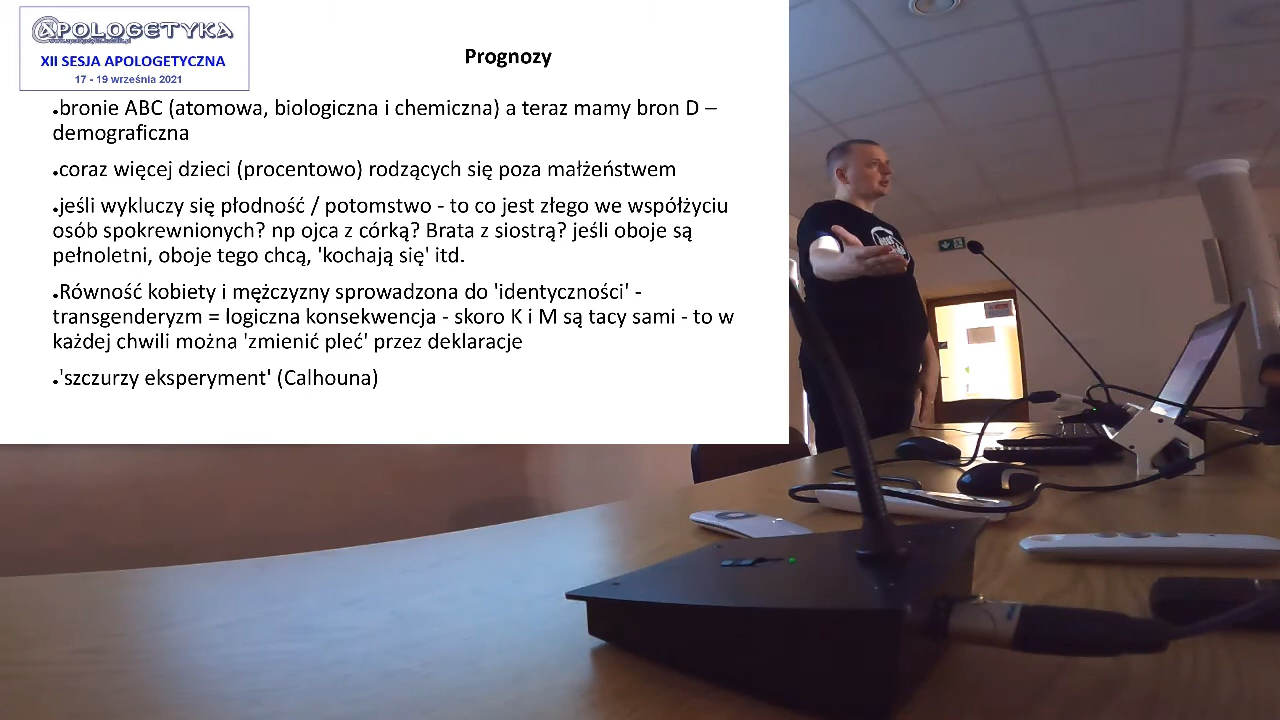 @POLOGETYKA
XII SESJA APOLOGETYCZNA
17 - 19 września 2021
Prognozy
•bronie ABC (atomowa, biologiczna i chemiczna) a teraz mamy bron D –
demograficzna
•coraz więcej dzieci (procentowo) rodzących się poza małżeństwem
•jeśli wykluczy się płodność / potomstwo - to co jest złego we współżyciu
osób spokrewnionych? np ojca z córką? Brata z siostrą? jeśli oboje są
pełnoletni, oboje tego chcą, 'kochają się' itd.
•Równość kobiety i mężczyzny sprowadzona do 'identyczności' -
transgenderyzm = logiczna konsekwencja - skoro K i M są tacy sami - to w
każdej chwili można 'zmienić pleć' przez deklaracje
•'szczurzy eksperyment' (Calhouna)